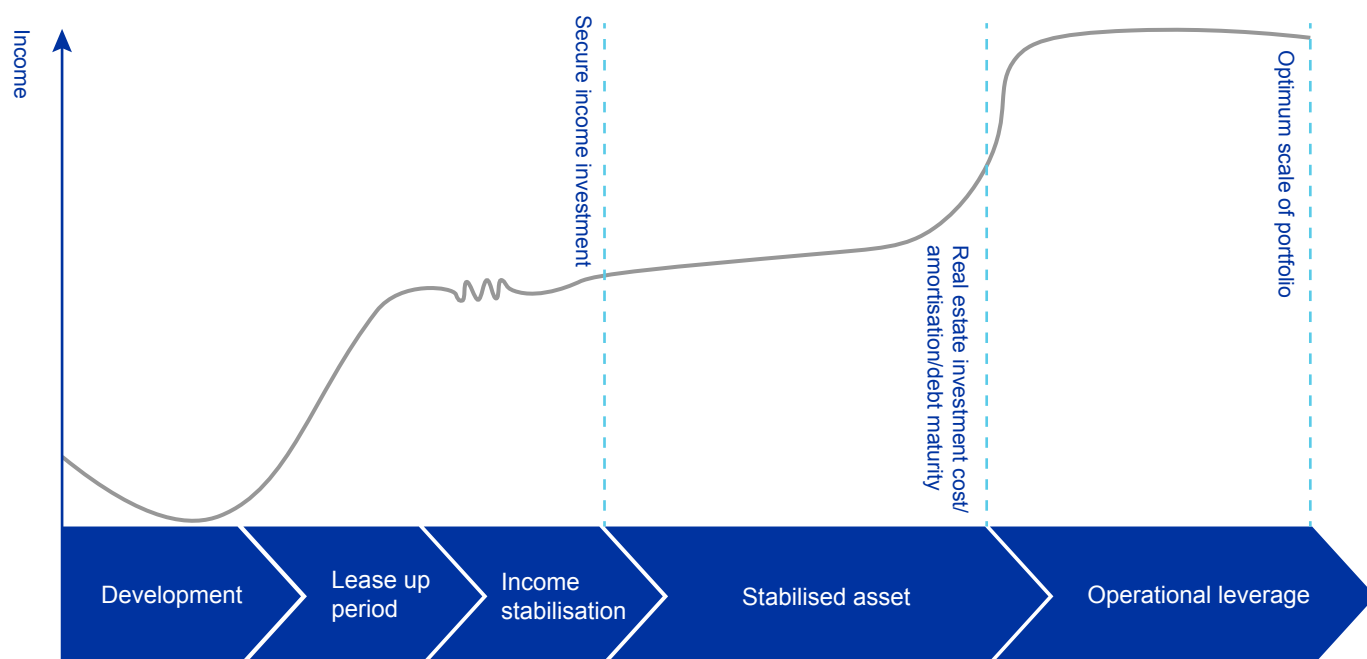 Income
Secure income investment
Real estate investment cost/
amortisation/debt maturity
Optimum scale of portfolio
Development
Lease up
period
Income
stabilisation
Stabilised asset
Operational leverage